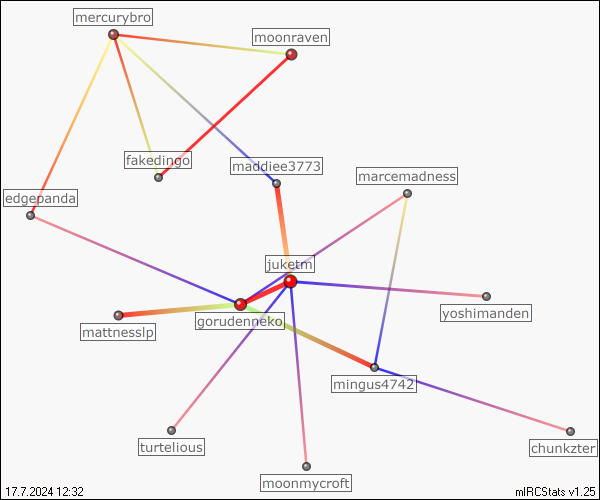 mercurybro
moonraven
fakedingo
maddiee3773
marcemadness
edgepanda
juketm
yoshimanden
gorudenneko
mattnesslp
mingus4742
turtelious
chunkzter
moonmycroft
17.7.2024 12:32
mIRCStats v1.25